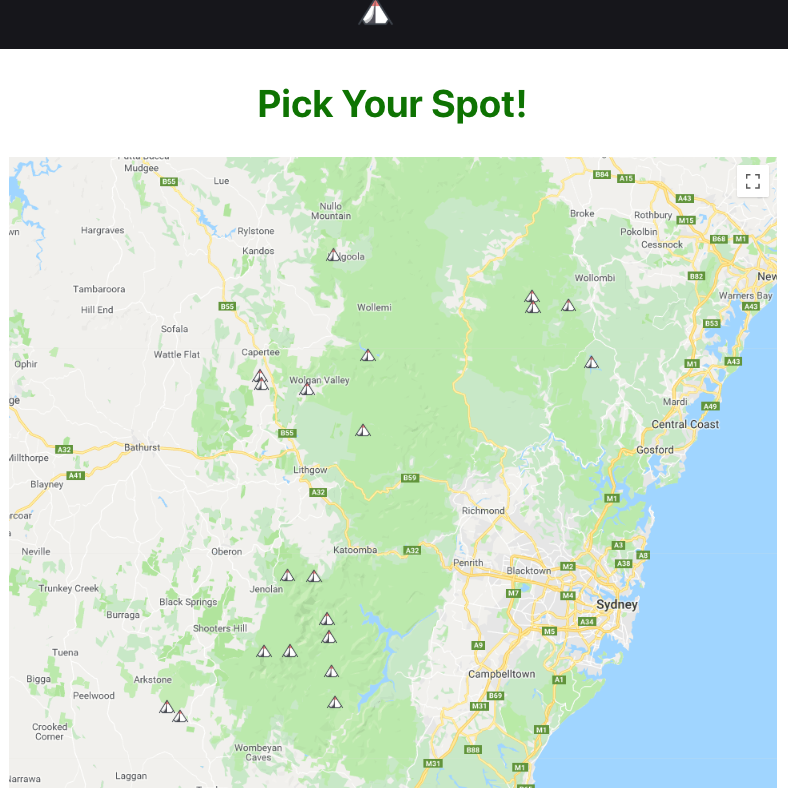 Pick Your Spot!
Mudgee
B55
Lue
B84
A15
A43
Nullo
Mountain
Broke
Rothbury
M15
Hargraves
Rylstone
Pokolbin
Cessnock
B68
M1
Kandos
Wollombi
B82
Tambaroora
Warners Bay
Hill End
B55
Wollemi
A43
Sofala
B53
Wattle Flat
Capertee
Ophir
M1
A43
Wolgan Valley
Mardi
A49
Central Coast
B55
A32
Bathurst
Gosford
Millthorpe
Lithgow
A41
B59
Blayney
A32
M1
Richmond
Neville
Oberon
Katoomba
A32
A3
A8
Penrith
Blacktown
M2
A38
Trunkey Creek
Jenolan
M7
M4
Black Springs
Sydney
Burraga
Shooters Hill
A34
M5
Tuena
A9
Bigga
Arkstone
Campbelltown
A1
Peelwood
B69
M31
Crooked
Corner
M1
Wombeyan
Caves
B88
M31
M1
Laggan